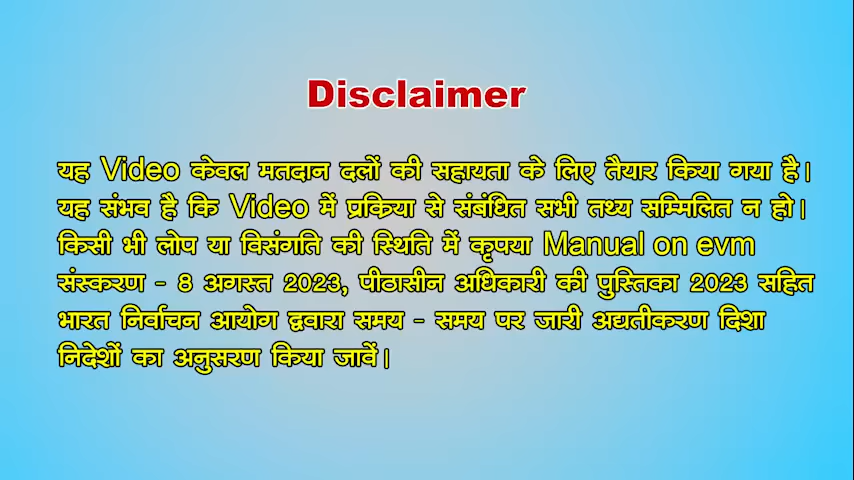 Disclaimer
यह Video केवल मतदान दलों की सहायता के लिए तैयार किया गया है।
यह संभव है कि Video में प्रक्रिया से संबंधित सभी तथ्य सम्मिलित न हो।
किसी भी लोप या विसंगति की स्थिति में कृपया Manual on evm
संस्करण - 8 अगस्त 2023, पीठासीन अधिकारी की पुस्तिका 2023 सहित
भारत निर्वाचन आयोग द्वारा समय - समय पर जारी अद्यतीकरण दिशा
निदेशों का अनुसरण किया जावें।